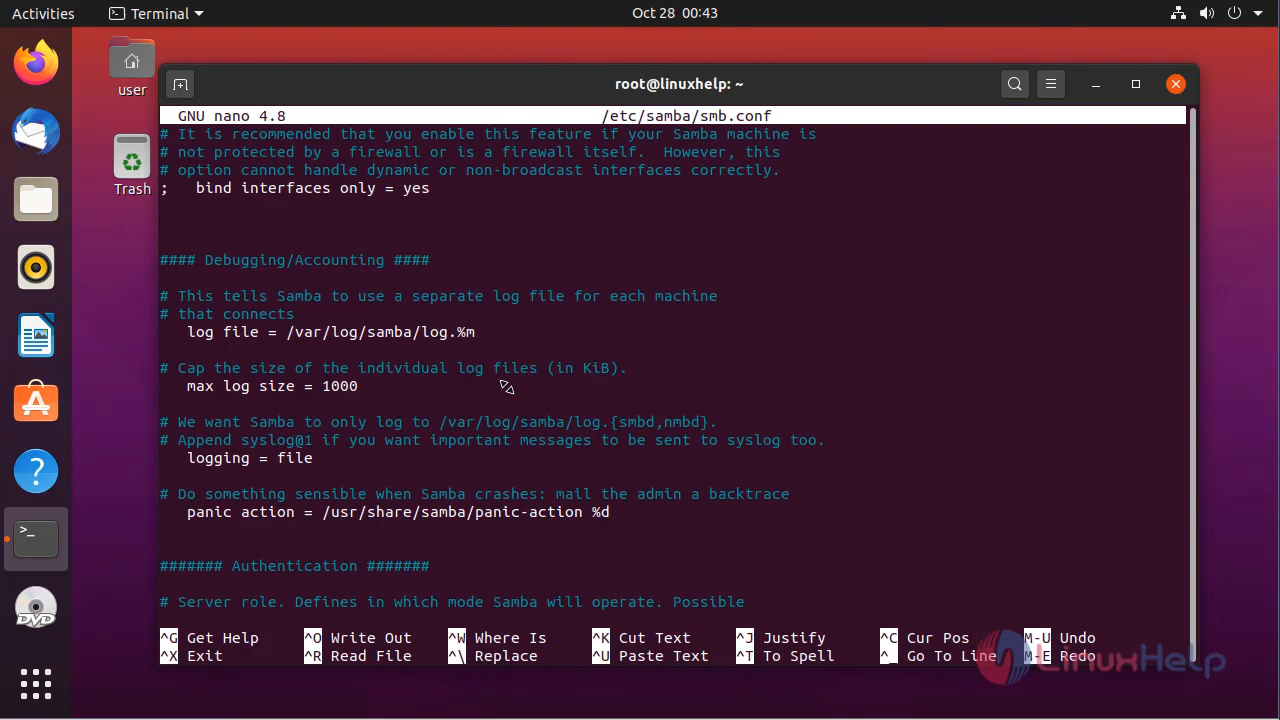 Activities
Terminal
Oct 28 00:43
user
Trash
root@linuxhelp: ~
GNU nano 4.8 /etc/samba/smb.conf
# It is recommended that you enable this feature if your Samba machine is
# not protected by a firewall or is a firewall itself.  However, this
# option cannot handle dynamic or non-broadcast interfaces correctly.
;   bind interfaces only = yes
#### Debugging/Accounting ####
# This tells Samba to use a separate log file for each machine
# that connects
   log file = /var/log/samba/log.%m
# Cap the size of the individual log files (in KiB).
   max log size = 1000
# We want Samba to only log to /var/log/samba/log.{smbd,nmbd}.
# Append syslog@1 if you want important messages to be sent to syslog too.
   logging = file
# Do something sensible when Samba crashes: mail the admin a backtrace
   panic action = /usr/share/samba/panic-action %d
####### Authentication #######
# Server role. Defines in which mode Samba will operate. Possible
^G Get Help ^O Write Out ^W Where Is ^K Cut Text ^J Justify ^C Cur Pos M-U Undo
^X Exit ^R Read File ^\ Replace ^U Paste Text ^T To Spell ^_ Go To Line M-E Redo
LinuxHelp
DVD